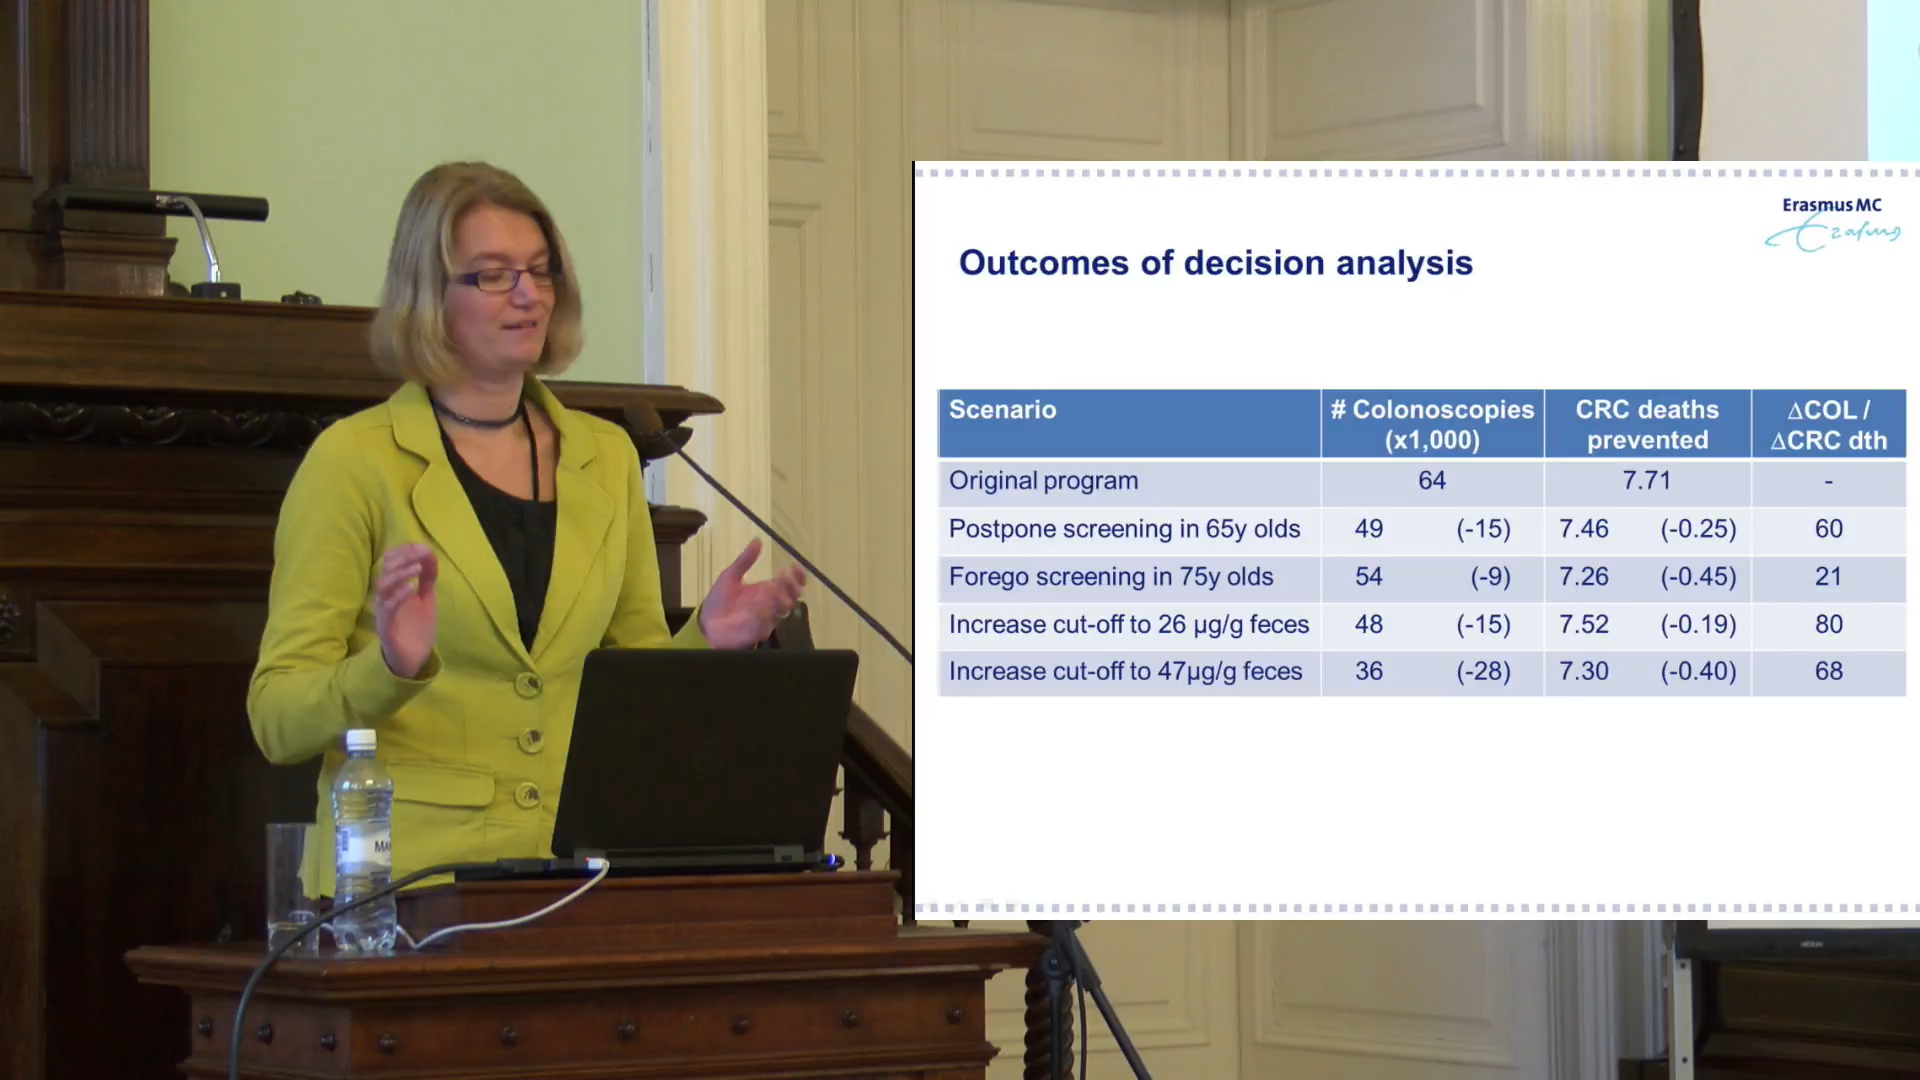 Erasmus MC
Erasmus
Outcomes of decision analysis
Scenario # Colonoscopies (x1,000) CRC deaths prevented ΔCOL / ΔCRC dth
Original program 64 7.71 -
Postpone screening in 65y olds 49 (-15) 7.46 (-0.25) 60
Forego screening in 75y olds 54 (-9) 7.26 (-0.45) 21
Increase cut-off to 26 µg/g feces 48 (-15) 7.52 (-0.19) 80
Increase cut-off to 47µg/g feces 36 (-28) 7.30 (-0.40) 68